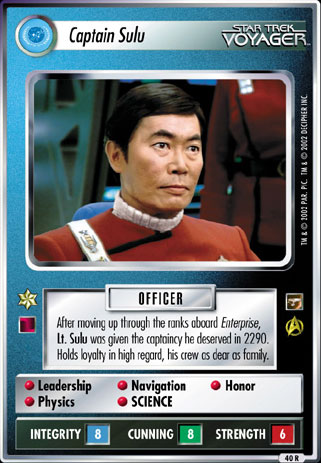 Captain Sulu
STAR TREK
VOYAGER
TM & © 2002 PAR. PIC. TM & © 2002 DECIPHER INC.
OFFICER
After moving up through the ranks aboard Enterprise,
Lt. Sulu was given the captaincy he deserved in 2290.
Holds loyalty in high regard, his crew as dear as family.
Leadership Navigation Honor
Physics SCIENCE
INTEGRITY 8 CUNNING 8 STRENGTH 6
40 R